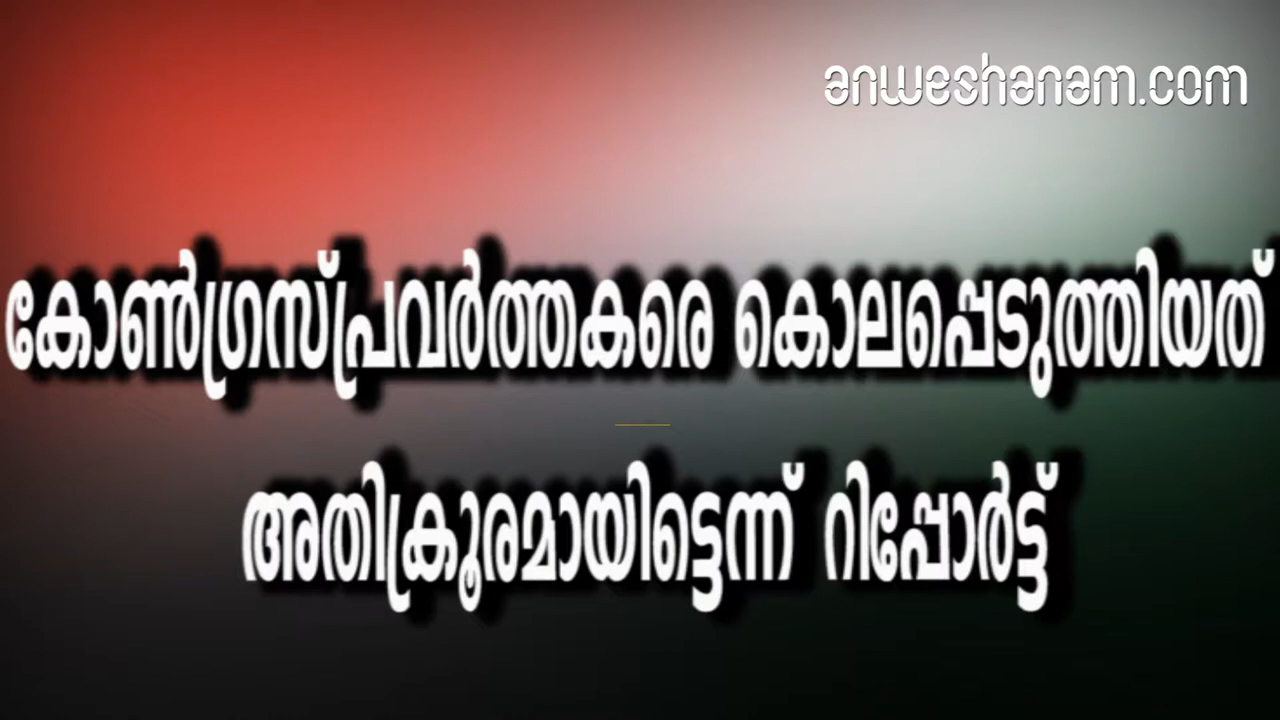 anweshanam.com
കോൺഗ്രസ്പ്രവർത്തകരെ കൊലപ്പെടുത്തിയത്
അതിക്രൂരമായിട്ടെന്ന് റിപ്പോർട്ട്